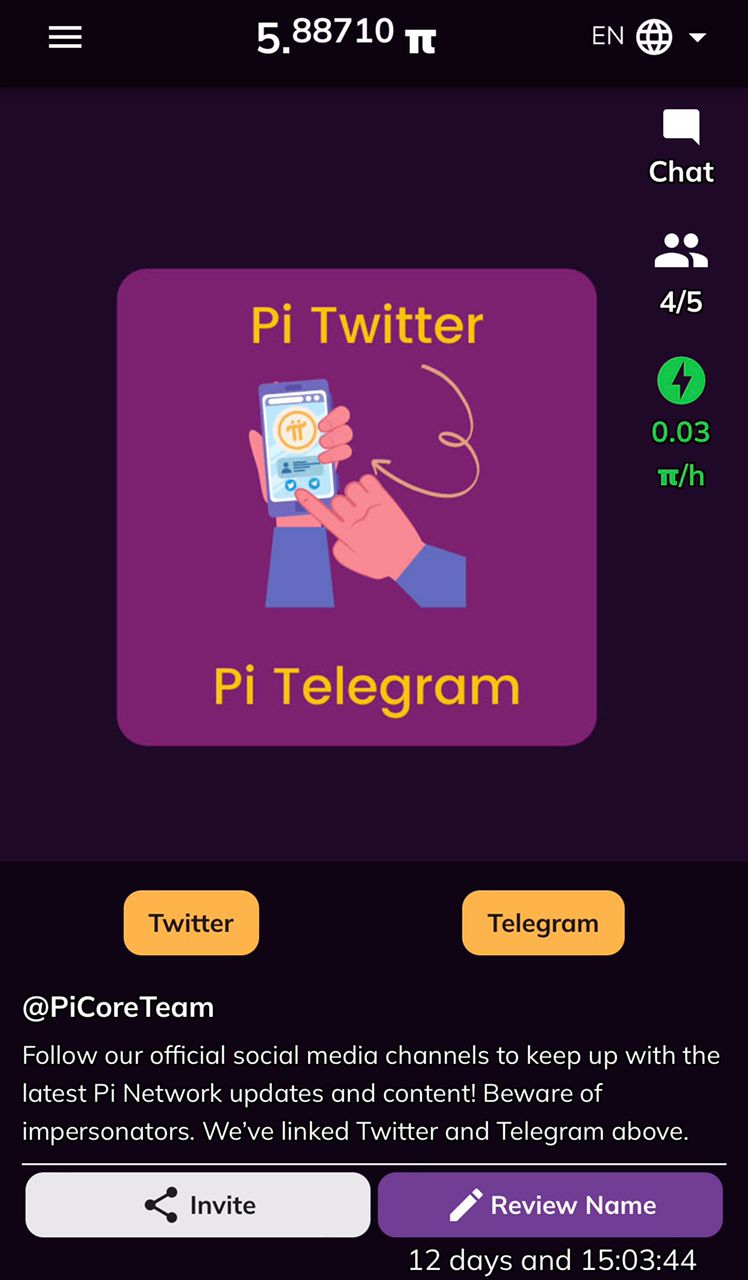 5.88710 π
EN
Chat
4/5
0.03
π/h
Pi Twitter
Pi Telegram
Twitter
Telegram
@PiCoreTeam
Follow our official social media channels to keep up with the
latest Pi Network updates and content! Beware of
impersonators. We’ve linked Twitter and Telegram above.
Invite
Review Name
12 days and 15:03:44